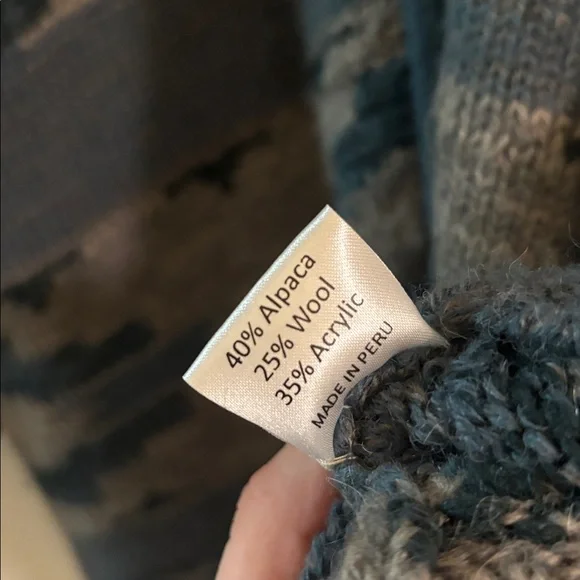 40% Alpaca
25% Wool
35% Acrylic
MADE IN PERU